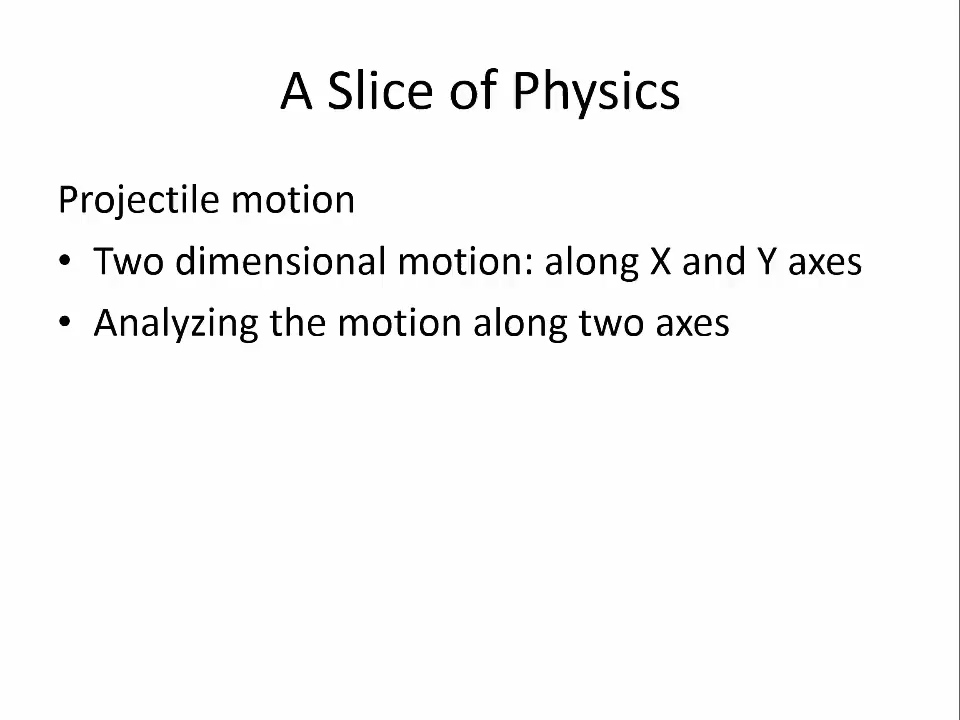 A Slice of Physics
Projectile motion
• Two dimensional motion: along X and Y axes
• Analyzing the motion along two axes